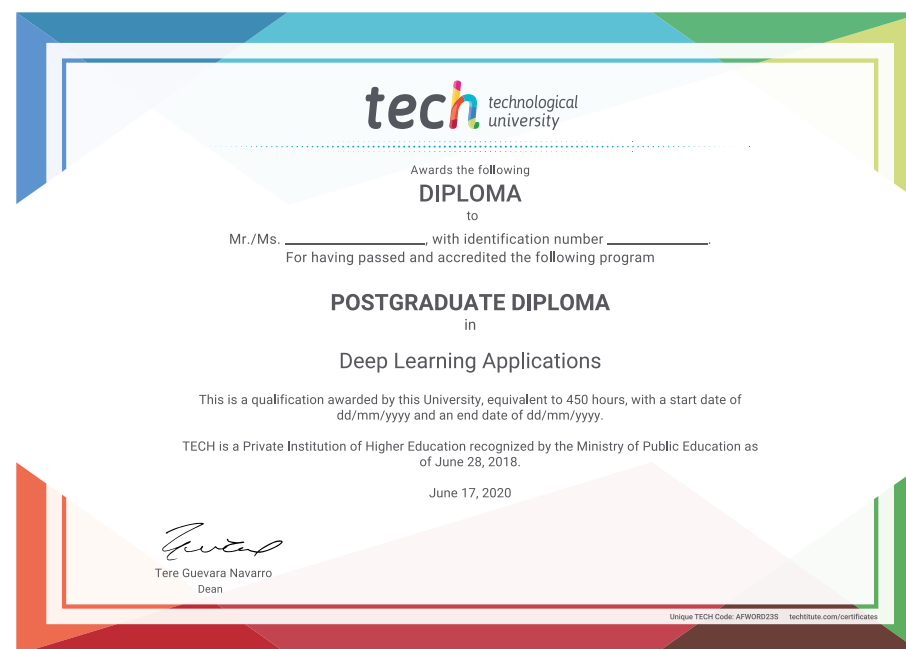 tech technological
university
Awards the following
DIPLOMA
to
Mr./Ms. ____________, with identification number _________.
For having passed and accredited the following program
POSTGRADUATE DIPLOMA
in
Deep Learning Applications
This is a qualification awarded by this University, equivalent to 450 hours, with a start date of
dd/mm/yyyy and an end date of dd/mm/yyyy.
TECH is a Private Institution of Higher Education recognized by the Ministry of Public Education as
of June 28, 2018.
June 17, 2020
Tere Guevara Navarro
Dean
Unique TECH Code: AFWORD23S techtitute.com/certificates